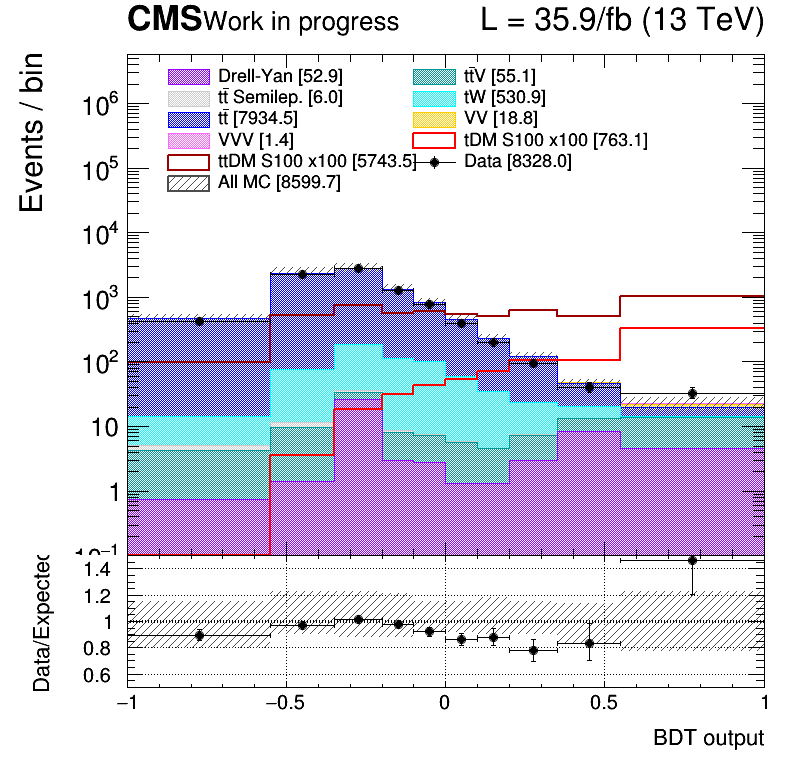 CMS Work in progress L = 35.9/fb (13 TeV)
Events / bin
Drell-Yan [52.9] tt̄V [55.1]
tt̄ Semilep. [6.0] tW [530.9]
tt̄ [7934.5] VV [18.8]
VVV [1.4] tDM S100 x100 [763.1]
ttDM S100 x100 [5743.5] Data [8328.0]
All MC [8599.7]
10⁶
10⁵
10⁴
10³
10²
10
1
10⁻¹
Data/Expected
1.4
1.2
1
0.8
0.6
−1 −0.5 0 0.5 1
BDT output